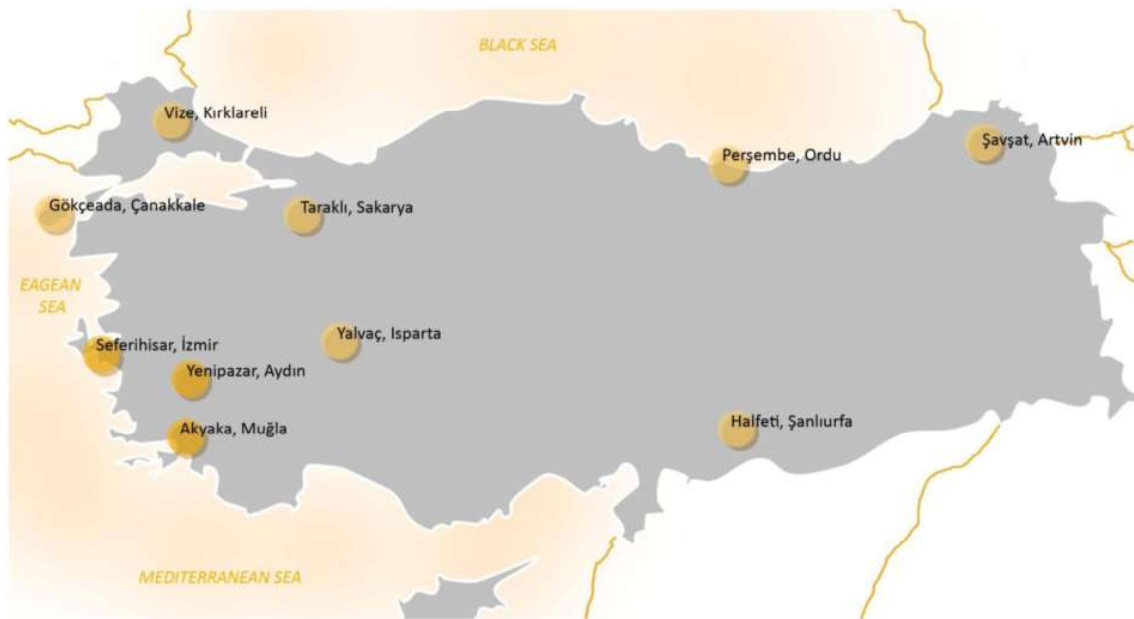 BLACK SEA
Vize, Kırklareli
Şavşat, Artvin
Perşembe, Ordu
Gökçeada, Çanakkale
Taraklı, Sakarya
EAGEAN
SEA
Yalvaç, Isparta
Seferihisar, İzmir
Yenipazar, Aydın
Akyaka, Muğla
Halfeti, Şanlıurfa
MEDITERRANEAN SEA